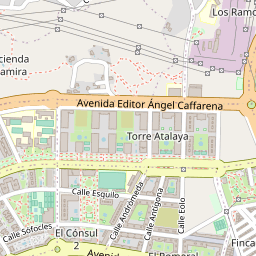 Los Ramo
cienda
amira
Avenida Editor Ángel Caffarena
Torre Atalaya
Calle Esquilo
Calle Andrómeda
Calle Antígona
Calle Eolo
Calle Sófocles
El Cónsul
2
Avenid
El Romeral
Finca